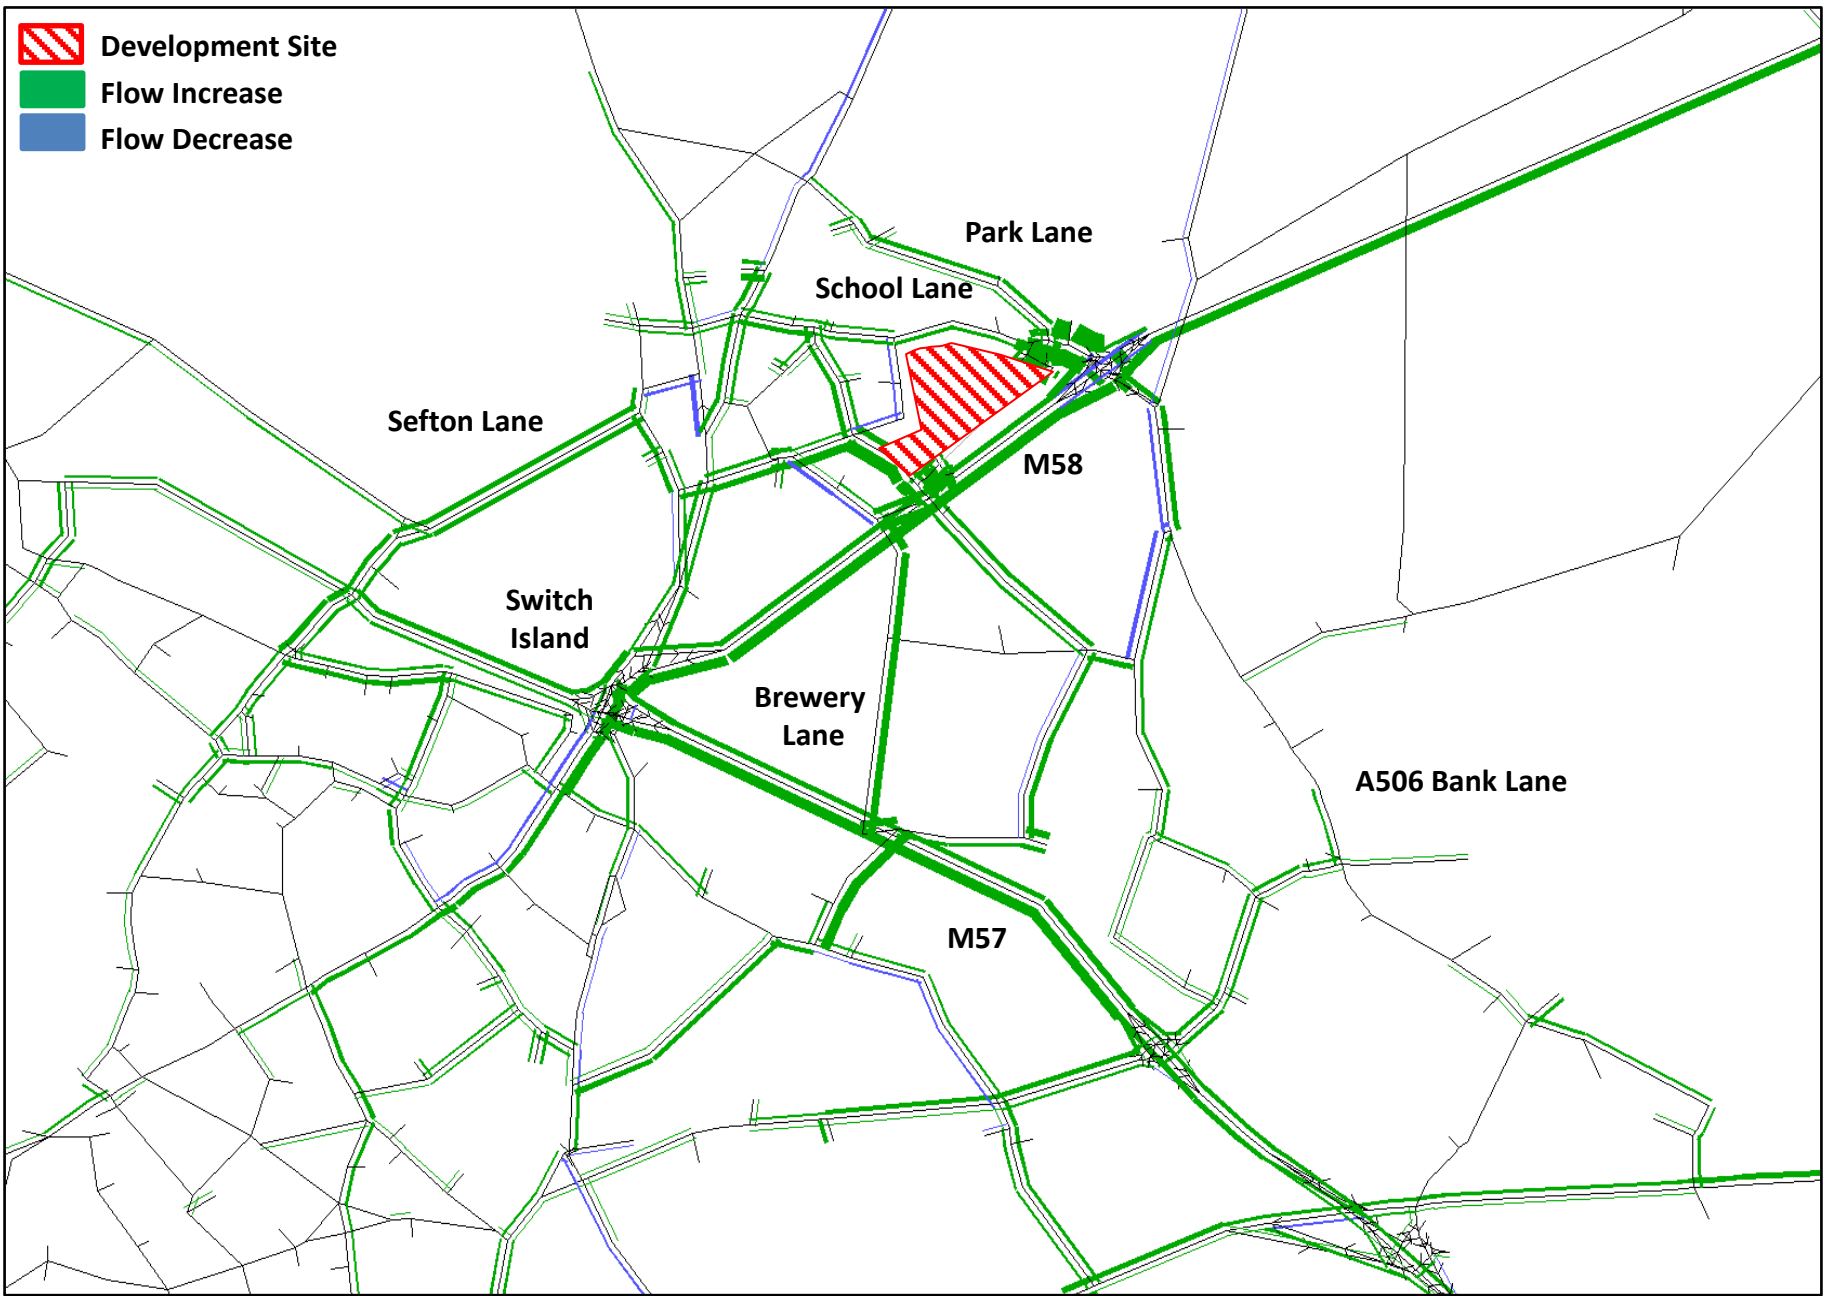 Development Site
Flow Increase
Flow Decrease
Park Lane
School Lane
Sefton Lane
M58
Switch
Island
Brewery
Lane
A506 Bank Lane
M57